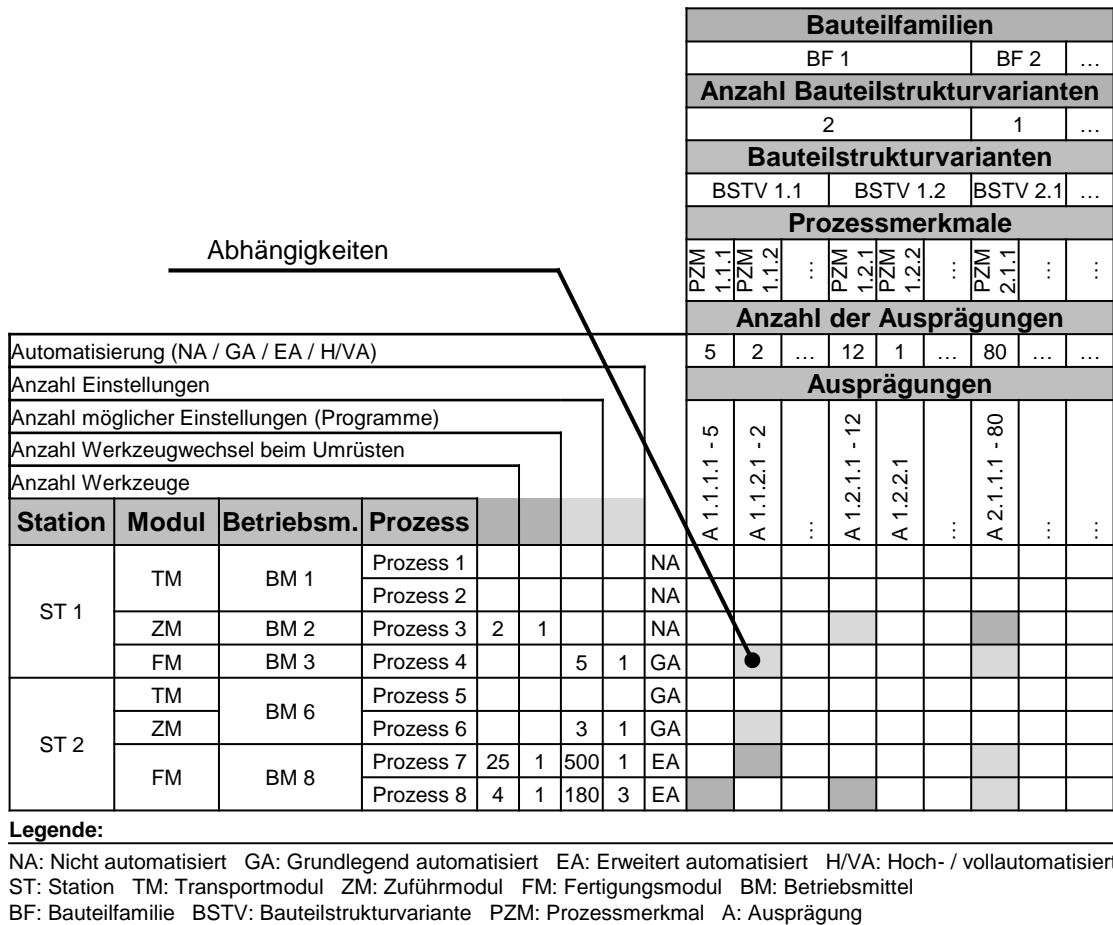 Bauteilfamilien
BF 1 BF 2 …
Anzahl Bauteilstrukturvarianten
2 1 …
Bauteilstrukturvarianten
BSTV 1.1 BSTV 1.2 BSTV 2.1 …
Prozessmerkmale
Abhängigkeiten
PZM 1.1.1 PZM 1.1.2 … PZM 1.2.1 PZM 1.2.2 … PZM 2.1.1 … …
Anzahl der Ausprägungen
Automatisierung (NA / GA / EA / H/VA) 5 2 … 12 1 … 80 … …
Anzahl Einstellungen Ausprägungen
Anzahl möglicher Einstellungen (Programme)
Anzahl Werkzeugwechsel beim Umrüsten
Anzahl Werkzeuge
A 1.1.1.1 - 5 A 1.1.2.1 - 2 … A 1.2.1.1 - 12 A 1.2.2.1 … A 2.1.1.1 - 80 … …
Station Modul Betriebsm. Prozess
ST 1 TM BM 1 Prozess 1 NA
Prozess 2 NA
ZM BM 2 Prozess 3 2 1 NA
FM BM 3 Prozess 4 5 1 GA
ST 2 TM BM 6 Prozess 5 GA
ZM Prozess 6 3 1 GA
FM BM 8 Prozess 7 25 1 500 1 EA
Prozess 8 4 1 180 3 EA
Legende:
NA: Nicht automatisiert GA: Grundlegend automatisiert EA: Erweitert automatisiert H/VA: Hoch- / vollautomatisiert
ST: Station TM: Transportmodul ZM: Zuführmodul FM: Fertigungsmodul BM: Betriebsmittel
BF: Bauteilfamilie BSTV: Bauteilstrukturvariante PZM: Prozessmerkmal A: Ausprägung